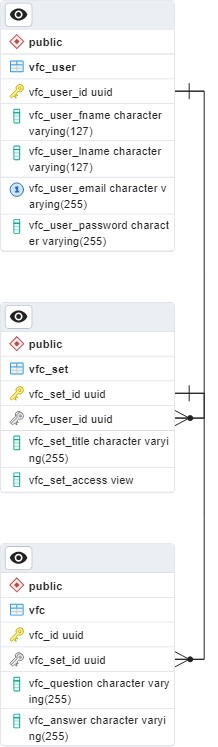 public
vfc_user
vfc_user_id uuid
vfc_user_fname character
varying(127)
vfc_user_lname character
varying(127)
1 vfc_user_email character v
arying(255)
vfc_user_password charact
er varying(255)
public
vfc_set
vfc_set_id uuid
vfc_user_id uuid
vfc_set_title character varyi
ng(255)
vfc_set_access view
public
vfc
vfc_id uuid
vfc_set_id uuid
vfc_question character vary
ing(255)
vfc_answer character varyi
ng(255)